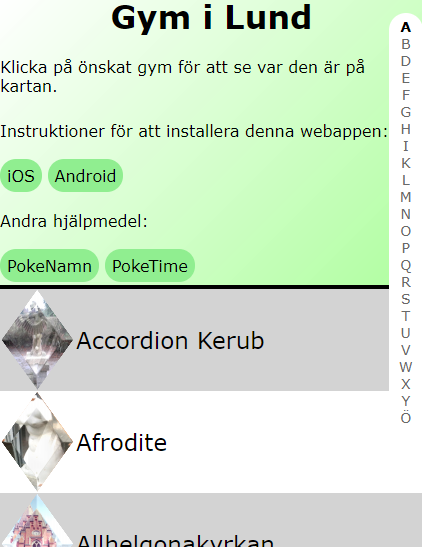 Gym i Lund
Klicka på önskat gym för att se var den är på
kartan.
Instruktioner för att installera denna webappen:
iOS Android
Andra hjälpmedel:
PokeNamn PokeTime
Accordion Kerub
Afrodite
Allhelgonakyrkan
A
B
D
E
F
G
H
I
K
L
M
N
O
P
Q
R
S
T
U
V
W
X
Y
Ö